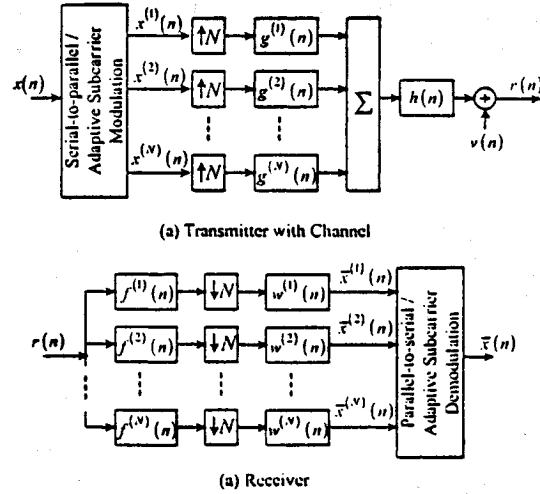 x(n)
Serial-to-parallel /
Adaptive Subcarrier
Modulation
x^(1)(n)
↑N
g^(1)(n)
x^(2)(n)
↑N
g^(2)(n)
x^(N)(n)
↑N
g^(N)(n)
Σ
h(n)
+
r(n)
v(n)
(a) Transmitter with Channel
r(n)
f^(1)(n)
↓N
w^(1)(n)
x̄^(1)(n)
f^(2)(n)
↓N
w^(2)(n)
x̄^(2)(n)
f^(N)(n)
↓N
w^(N)(n)
x̄^(N)(n)
Parallel-to-serial /
Adaptive Subcarrier
Demodulation
x̄(n)
(a) Receiver